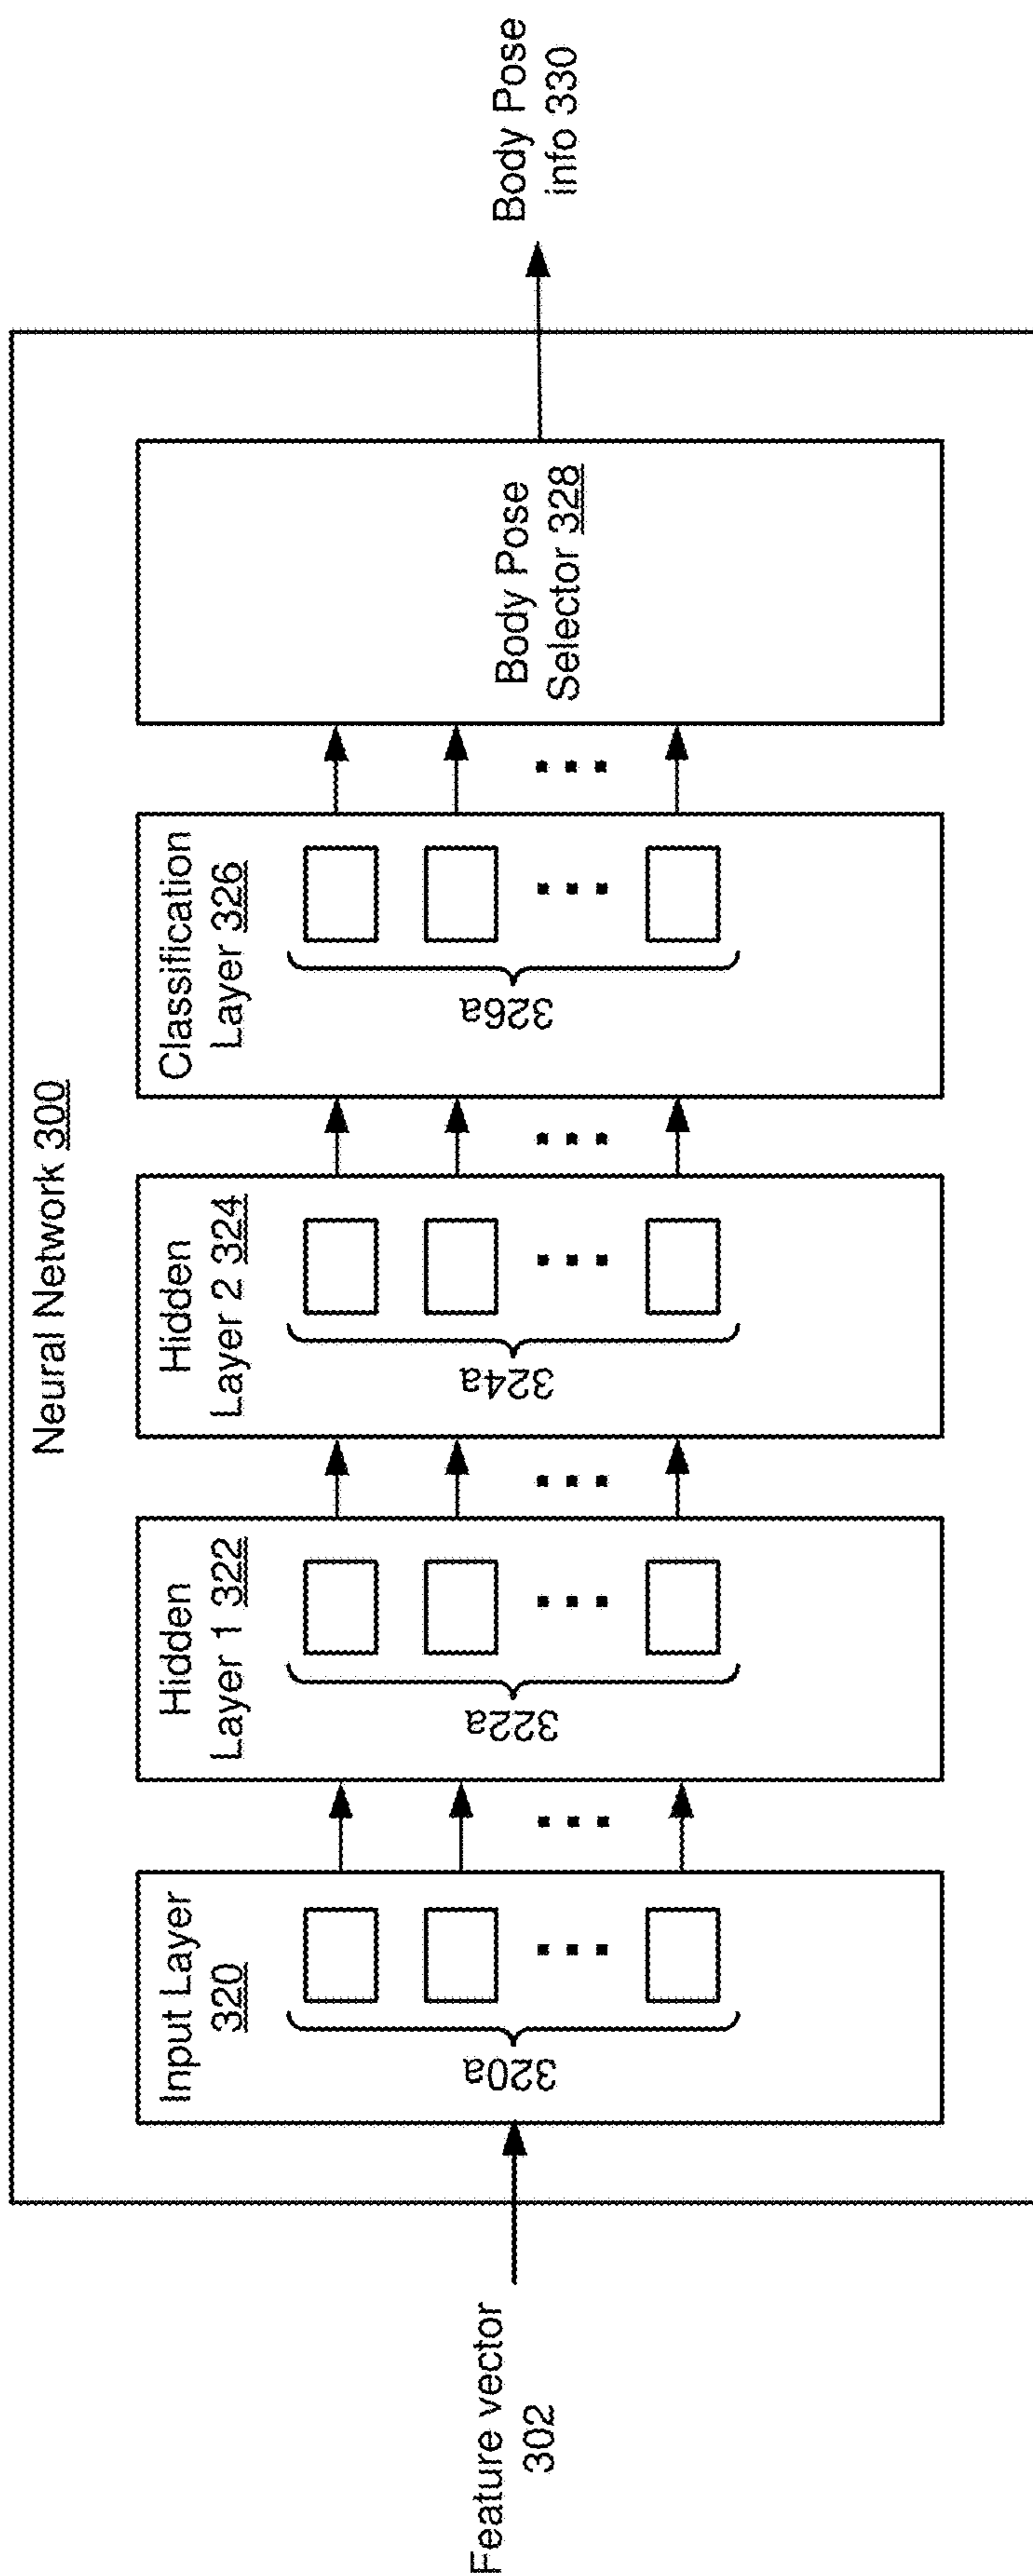 Neural Network 300
Feature vector
302
Input Layer
320
320a
Hidden
Layer 1 322
322a
Hidden
Layer 2 324
324a
Classification
Layer 326
326a
Body Pose
Selector 328
Body Pose
info 330